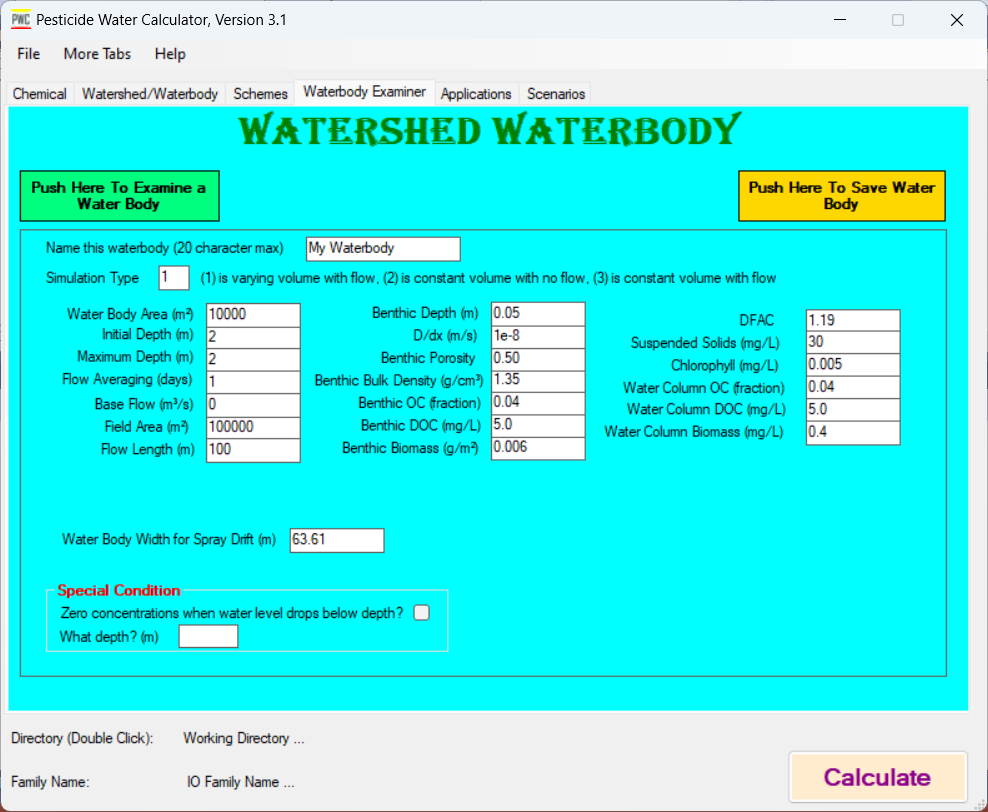 PWC Pesticide Water Calculator, Version 3.1
File More Tabs Help
Chemical Watershed/Waterbody Schemes Waterbody Examiner Applications Scenarios
WATERSHED WATERBODY
Push Here To Examine a
Water Body
Push Here To Save Water
Body
Name this waterbody (20 character max) My Waterbody
Simulation Type 1 (1) is varying volume with flow, (2) is constant volume with no flow, (3) is constant volume with flow
Water Body Area (m²) 10000
Initial Depth (m) 2
Maximum Depth (m) 2
Flow Averaging (days) 1
Base Flow (m³/s) 0
Field Area (m²) 100000
Flow Length (m) 100
Benthic Depth (m) 0.05
D/dx (m/s) 1e-8
Benthic Porosity 0.50
Benthic Bulk Density (g/cm³) 1.35
Benthic OC (fraction) 0.04
Benthic DOC (mg/L) 5.0
Benthic Biomass (g/m²) 0.006
DFAC 1.19
Suspended Solids (mg/L) 30
Chlorophyll (mg/L) 0.005
Water Column OC (fraction) 0.04
Water Column DOC (mg/L) 5.0
Water Column Biomass (mg/L) 0.4
Water Body Width for Spray Drift (m) 63.61
Special Condition
Zero concentrations when water level drops below depth?
What depth? (m)
Directory (Double Click): Working Directory ...
Family Name: IO Family Name ...
Calculate